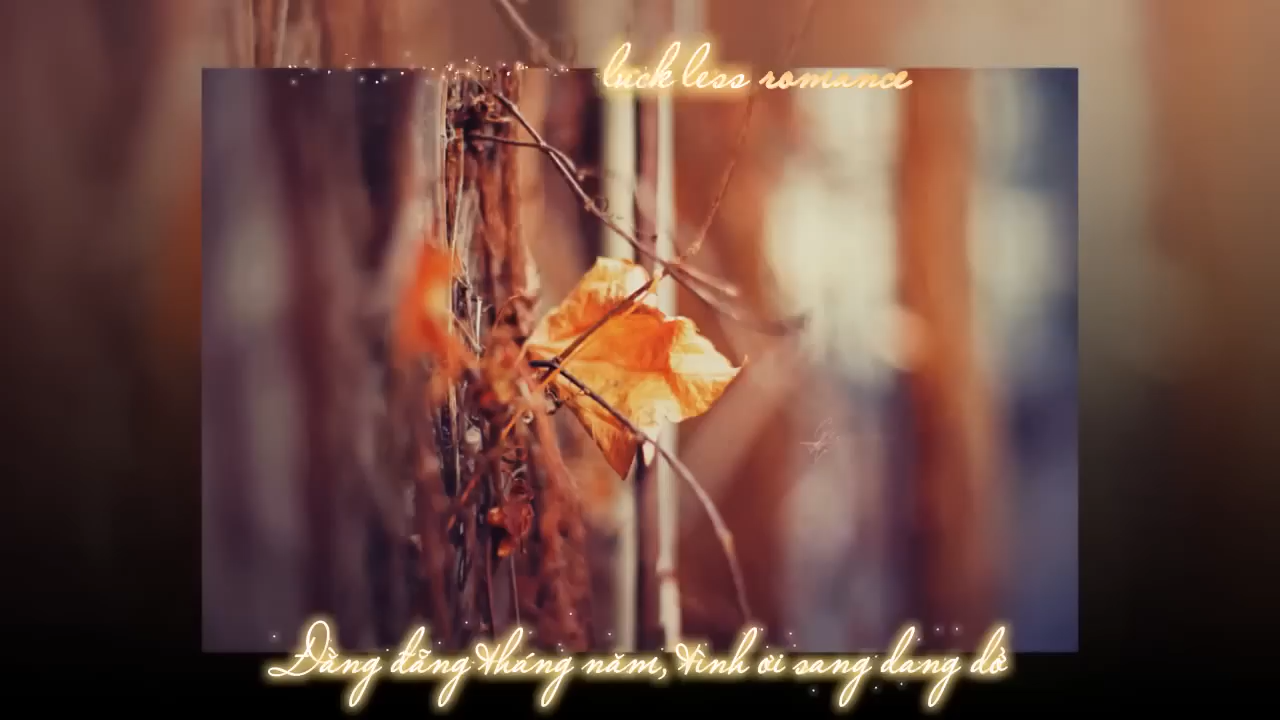 luck less romance
Đằng đẵng tháng năm, tình ơi sang dang dở